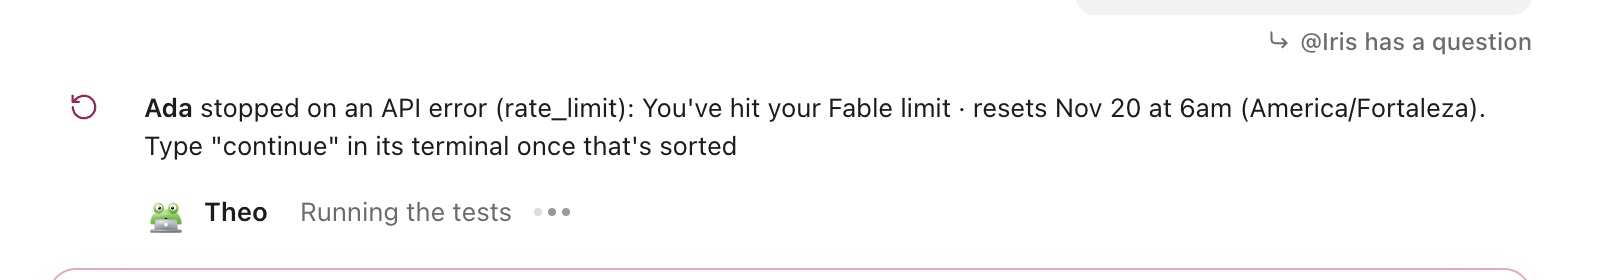 @Iris has a question
Ada stopped on an API error (rate_limit): You've hit your Fable limit · resets Nov 20 at 6am (America/Fortaleza).
Type "continue" in its terminal once that's sorted
Theo Running the tests